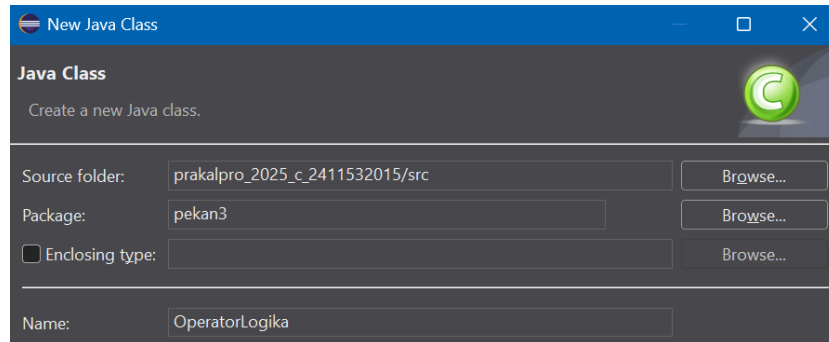 New Java Class
Java Class
Create a new Java class.
Source folder: prakalpro_2025_c_2411532015/src Browse...
Package: pekan3 Browse...
Enclosing type: Browse...
Name: OperatorLogika